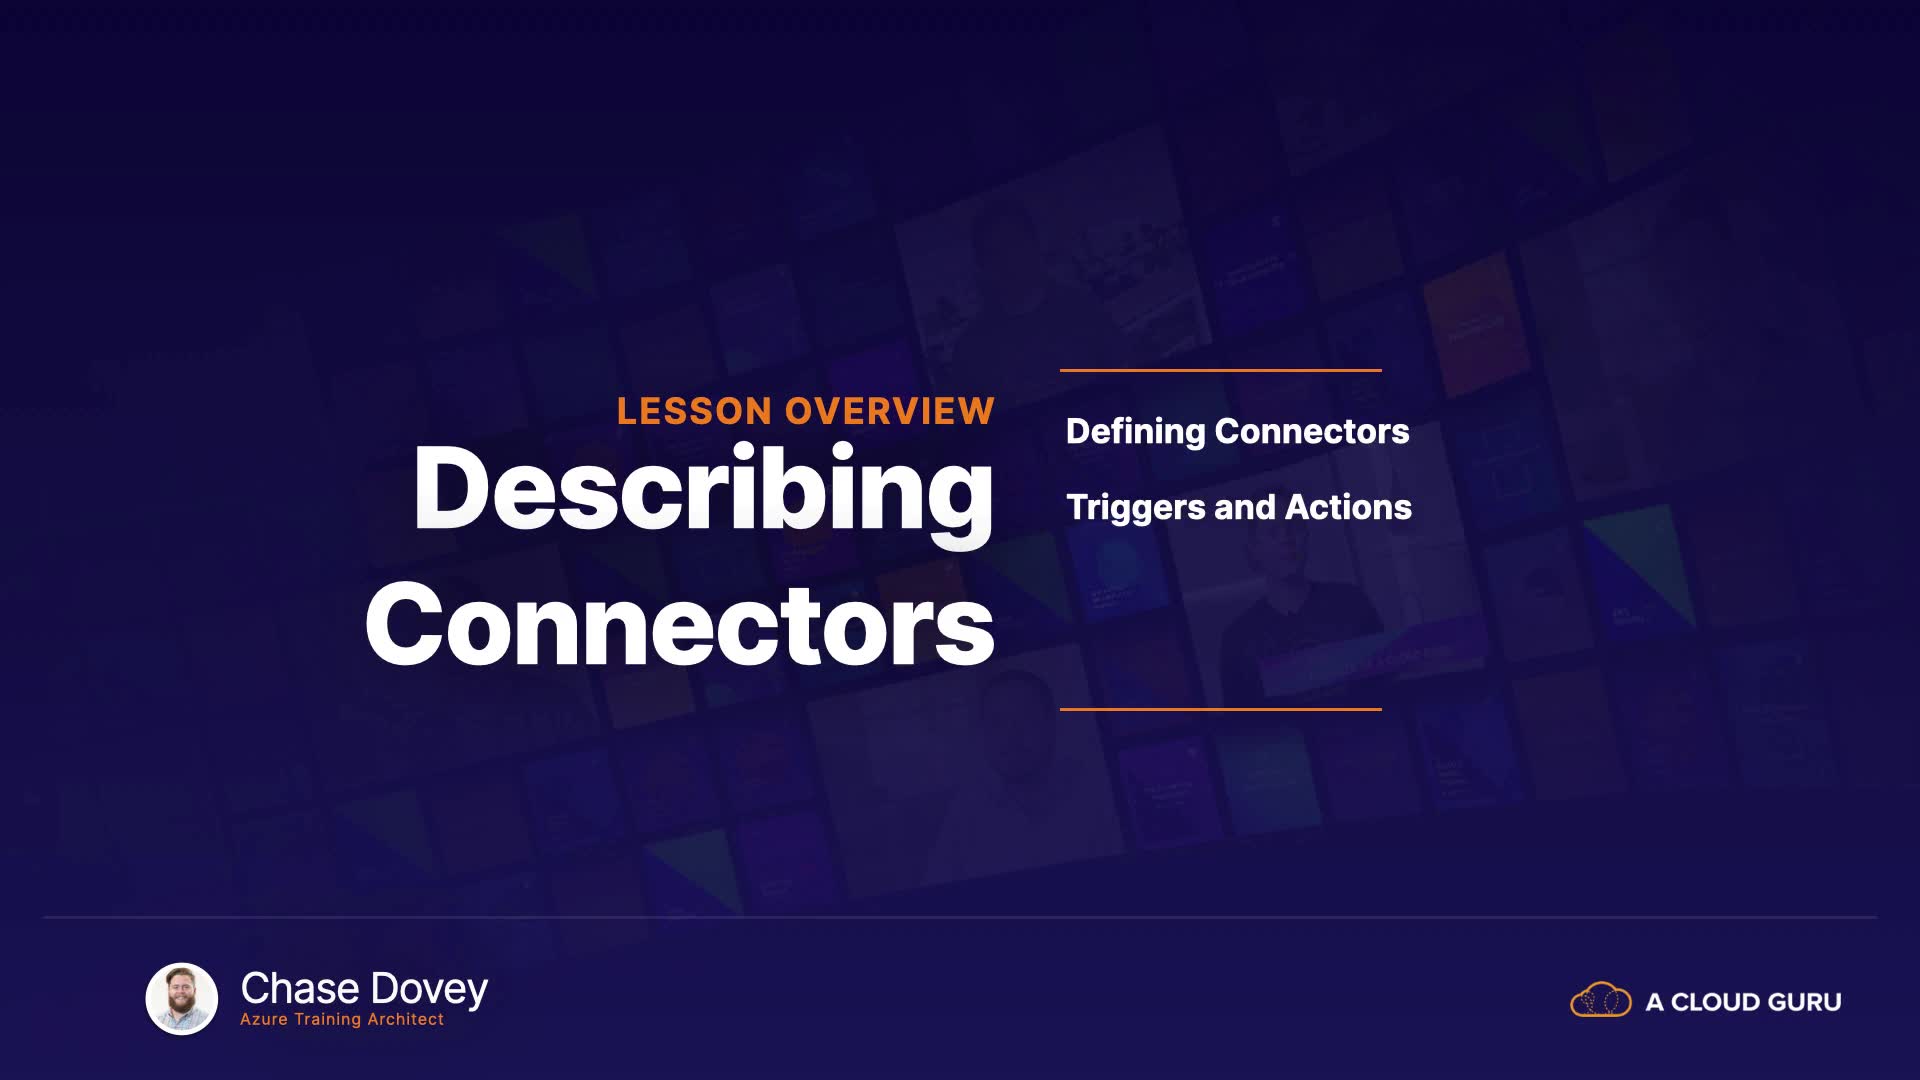 LESSON OVERVIEW
Describing
Connectors
Defining Connectors
Triggers and Actions
Chase Dovey
Azure Training Architect
A CLOUD GURU